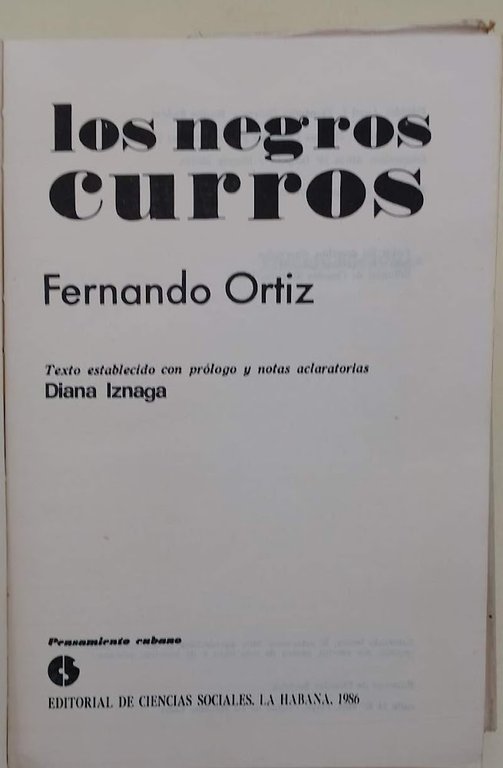 los negros
curros
Fernando Ortiz
Texto establecido con prólogo y notas aclaratorias
Diana Iznaga
Pensamiento cubano
EDITORIAL DE CIENCIAS SOCIALES, LA HABANA, 1986